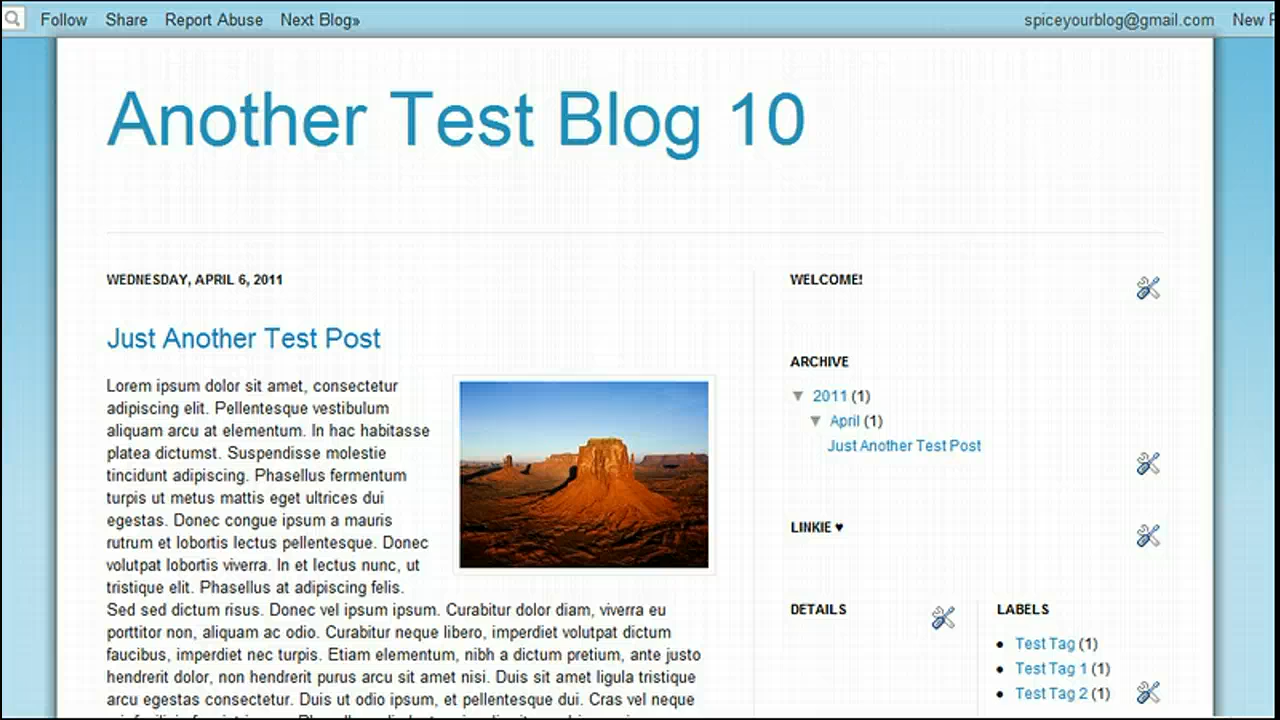 Follow Share Report Abuse Next Blog» spiceyourblog@gmail.com New
Another Test Blog 10
WEDNESDAY, APRIL 6, 2011
Just Another Test Post
Lorem ipsum dolor sit amet, consectetur
adipiscing elit. Pellentesque vestibulum
aliquam arcu at elementum. In hac habitasse
platea dictumst. Suspendisse molestie
tincidunt adipiscing. Phasellus fermentum
turpis ut metus mattis eget ultrices dui
egestas. Donec congue ipsum a mauris
rutrum et lobortis lectus pellentesque. Donec
volutpat lobortis viverra. In et lectus nunc, ut
tristique elit. Phasellus at adipiscing felis.
Sed sed dictum risus. Donec vel ipsum ipsum. Curabitur dolor diam, viverra eu
porttitor non, aliquam ac odio. Curabitur neque libero, imperdiet volutpat dictum
faucibus, imperdiet nec turpis. Etiam elementum, nibh a dictum pretium, ante justo
hendrerit dolor, non hendrerit purus arcu sit amet nisi. Duis sit amet ligula tristique
arcu egestas consectetur. Duis ut odio ipsum, et pellentesque dui. Cras vel neque
WELCOME!
ARCHIVE
▼ 2011 (1)
▼ April (1)
Just Another Test Post
LINKIE ♥
DETAILS
LABELS
• Test Tag (1)
• Test Tag 1 (1)
• Test Tag 2 (1)